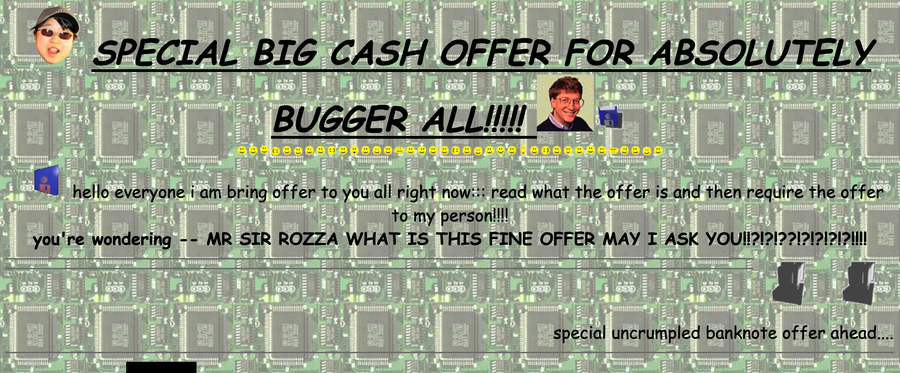 SPECIAL BIG CASH OFFER FOR ABSOLUTELY
BUGGER ALL!!!!!
hello everyone i am bring offer to you all right now::: read what the offer is and then require the offer
to my person!!!!
you're wondering -- MR SIR ROZZA WHAT IS THIS FINE OFFER MAY I ASK YOU!!?!?!??!?!?!?!?!!!!
special uncrumpled banknote offer ahead....